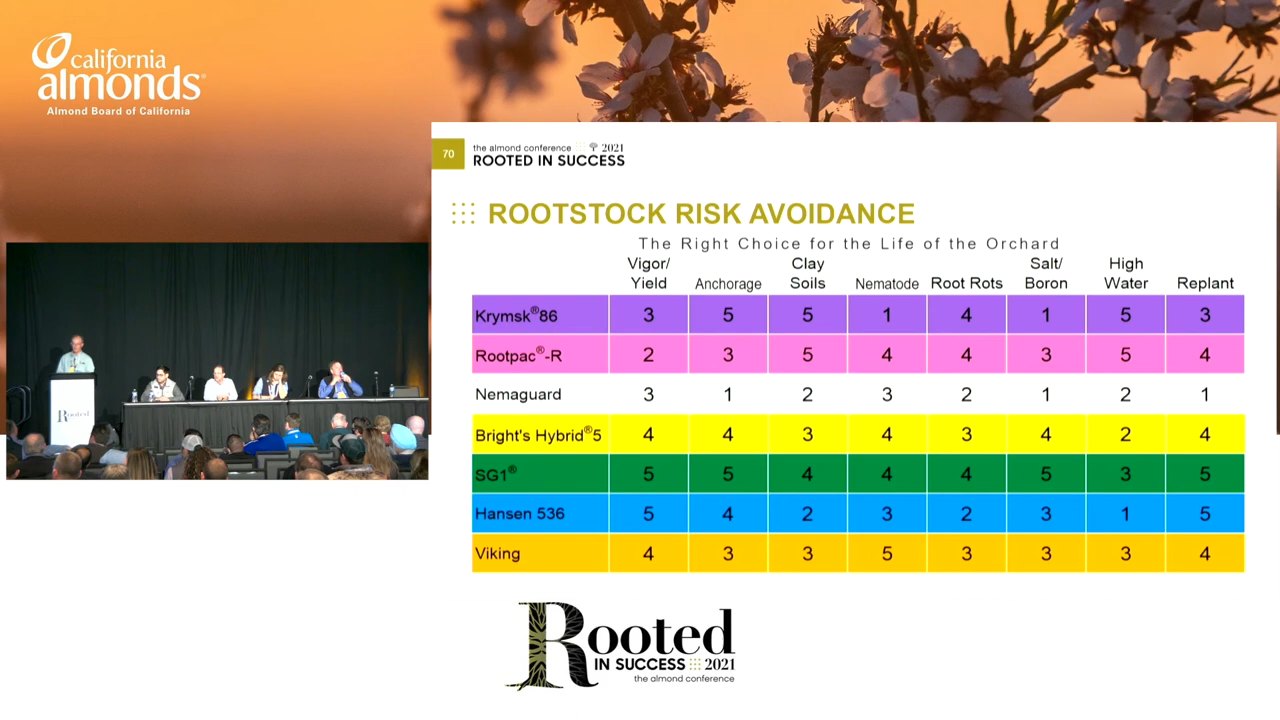 california
almonds
Almond Board of California
70
the almond conference 2021
ROOTED IN SUCCESS
ROOTSTOCK RISK AVOIDANCE
The Right Choice for the Life of the Orchard
Vigor/ Yield Anchorage Clay Soils Nematode Root Rots Salt/ Boron High Water Replant
Krymsk®86 3 5 5 1 4 1 5 3
Rootpac®-R 2 3 5 4 4 3 5 4
Nemaguard 3 1 2 3 2 1 2 1
Bright's Hybrid®5 4 4 3 4 3 4 2 4
SG1® 5 5 4 4 4 5 3 5
Hansen 536 5 4 2 3 2 3 1 5
Viking 4 3 3 5 3 3 3 4
Rooted
Rooted
IN SUCCESS 2021
the almond conference